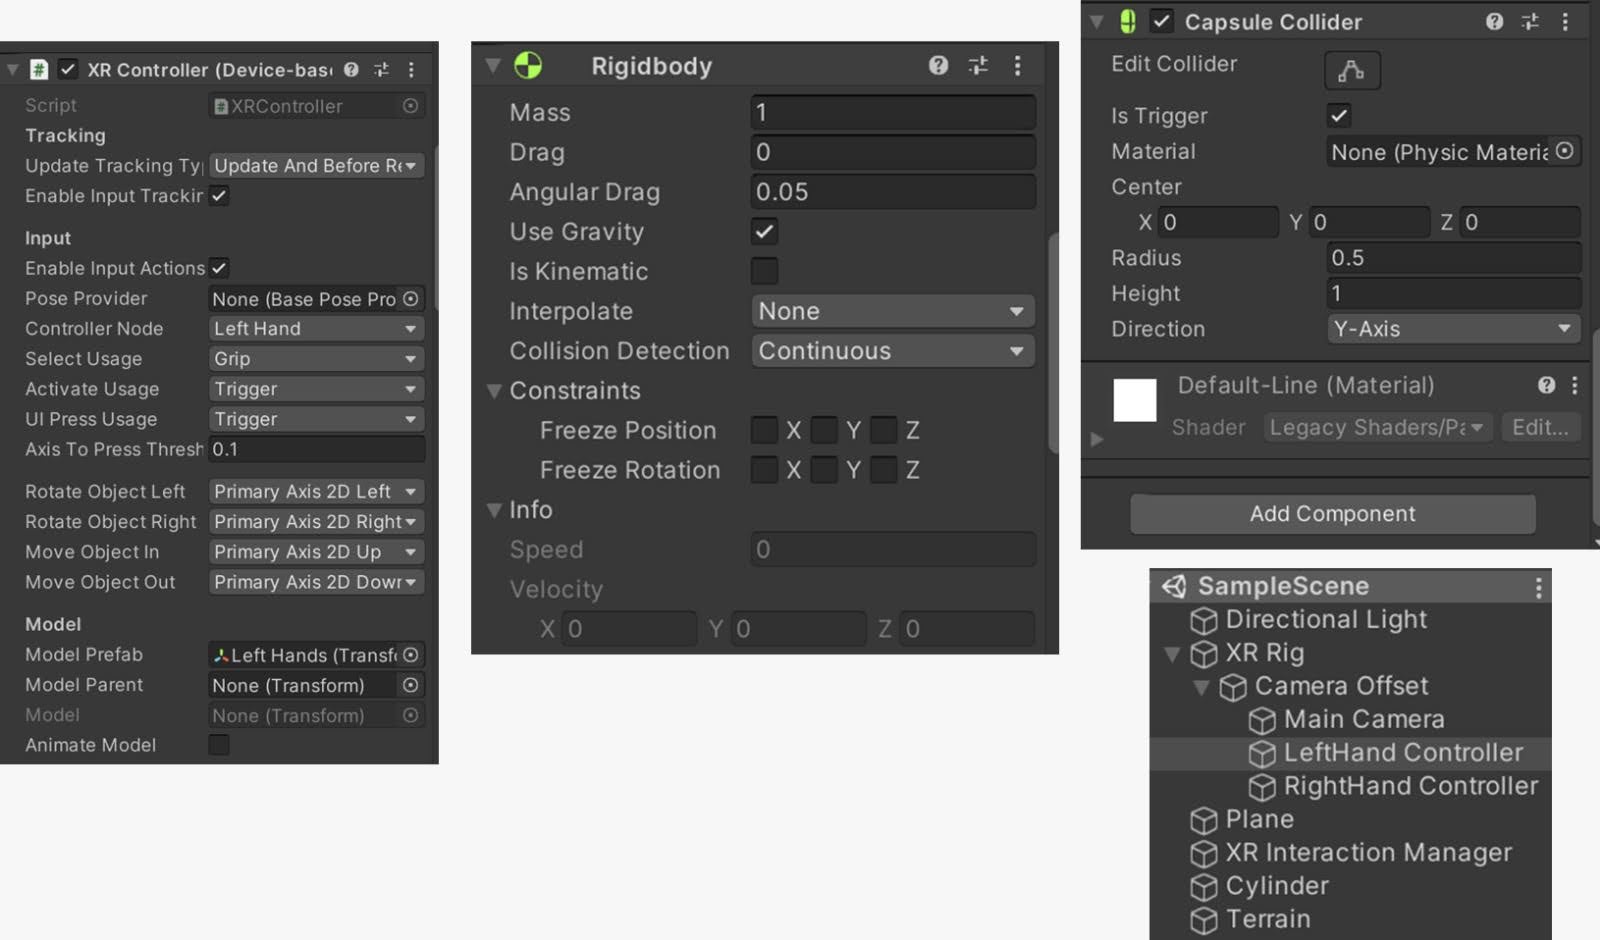 XR Controller (Device-bas
Script XRController
Tracking
Update Tracking Ty Update And Before Re
Enable Input Trackin
Input
Enable Input Actions
Pose Provider None (Base Pose Pro
Controller Node Left Hand
Select Usage Grip
Activate Usage Trigger
UI Press Usage Trigger
Axis To Press Thresh 0.1
Rotate Object Left Primary Axis 2D Left
Rotate Object Right Primary Axis 2D Right
Move Object In Primary Axis 2D Up
Move Object Out Primary Axis 2D Dow
Model
Model Prefab Left Hands (Transf
Model Parent None (Transform)
Model None (Transform)
Animate Model
Rigidbody
Mass 1
Drag 0
Angular Drag 0.05
Use Gravity
Is Kinematic
Interpolate None
Collision Detection Continuous
Constraints
Freeze Position X Y Z
Freeze Rotation X Y Z
Info
Speed 0
Velocity
X 0 Y 0 Z 0
Capsule Collider
Edit Collider
Is Trigger
Material None (Physic Materia
Center
X 0 Y 0 Z 0
Radius 0.5
Height 1
Direction Y-Axis
Default-Line (Material)
Shader Legacy Shaders/Pa Edit...
Add Component
SampleScene
Directional Light
XR Rig
Camera Offset
Main Camera
LeftHand Controller
RightHand Controller
Plane
XR Interaction Manager
Cylinder
Terrain